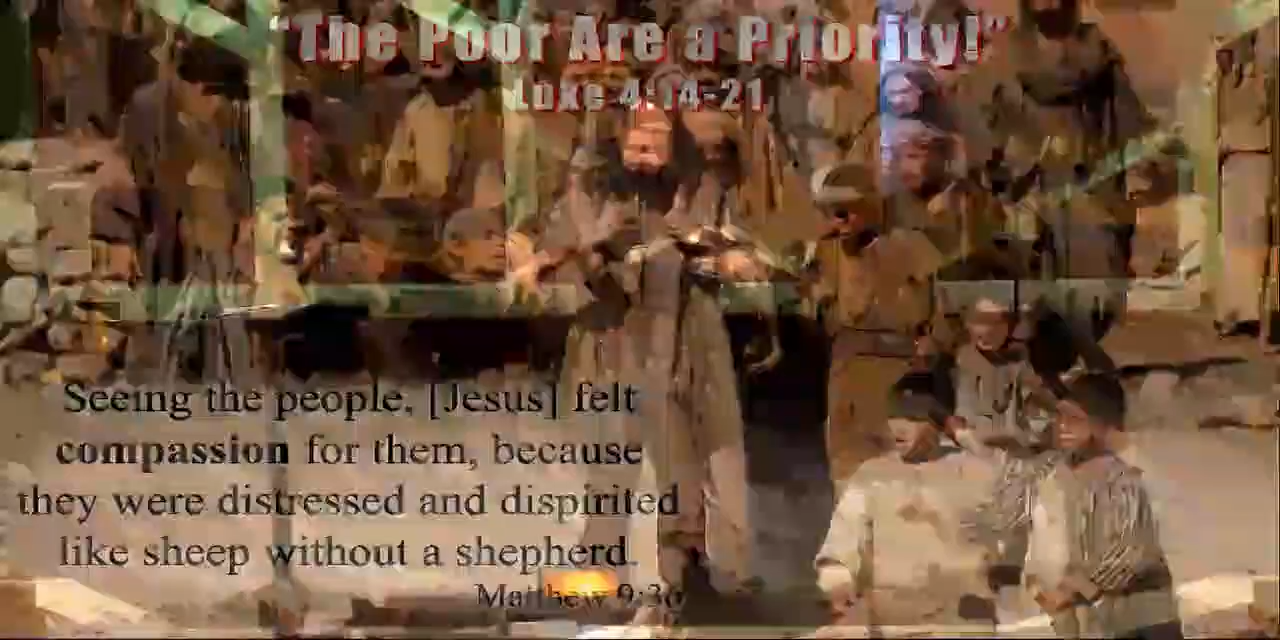 “The Poor Are a Priority!”
Luke 4:14-21
Seeing the people, [Jesus] felt
compassion for them, because
they were distressed and dispirited
like sheep without a shepherd.
Matthew 9:36